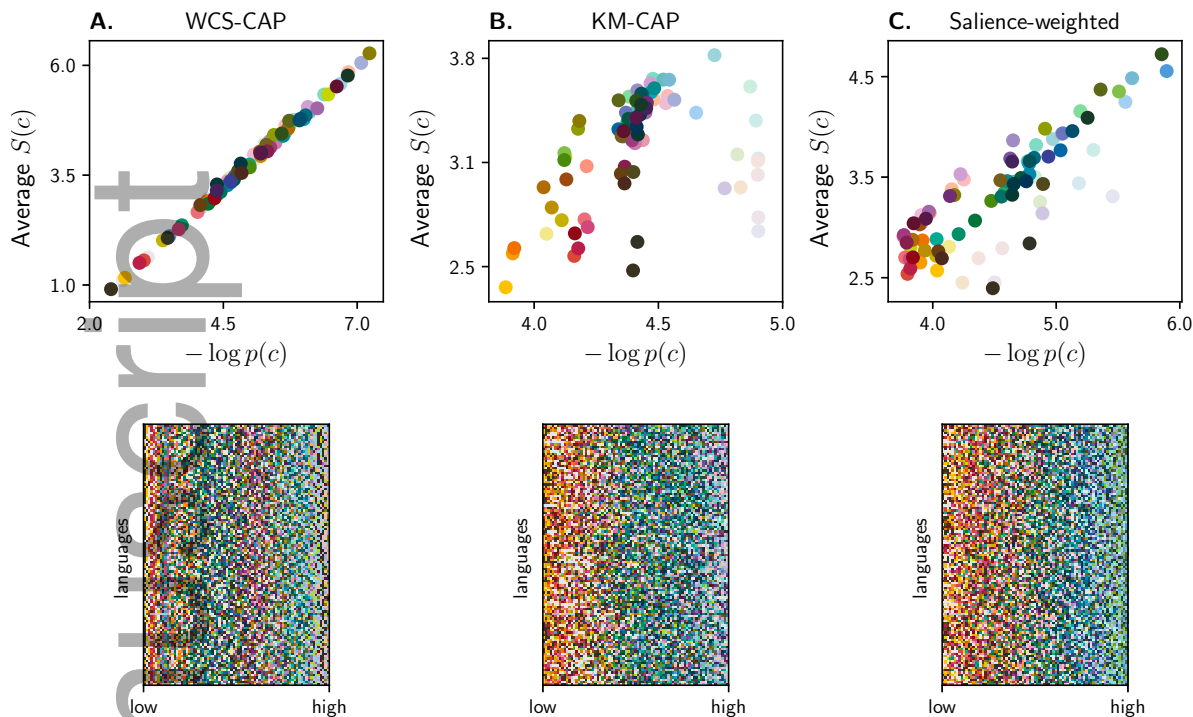 A. WCS-CAP
Average S(c)
6.0
3.5
1.0
2.0 4.5 7.0
− log p(c)
B. KM-CAP
Average S(c)
3.8
3.1
2.5
4.0 4.5 5.0
− log p(c)
C. Salience-weighted
Average S(c)
4.5
3.5
2.5
4.0 5.0 6.0
− log p(c)
languages
low high
languages
low high
languages
low high